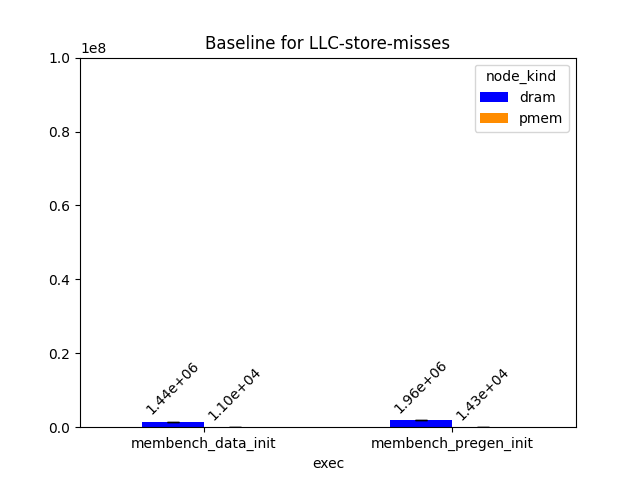 Baseline for LLC-store-misses
1e8
1.0
0.8
0.6
0.4
0.2
0.0
node_kind
dram
pmem
1.44e+06
1.10e+04
1.96e+06
1.43e+04
membench_data_init
membench_pregen_init
exec